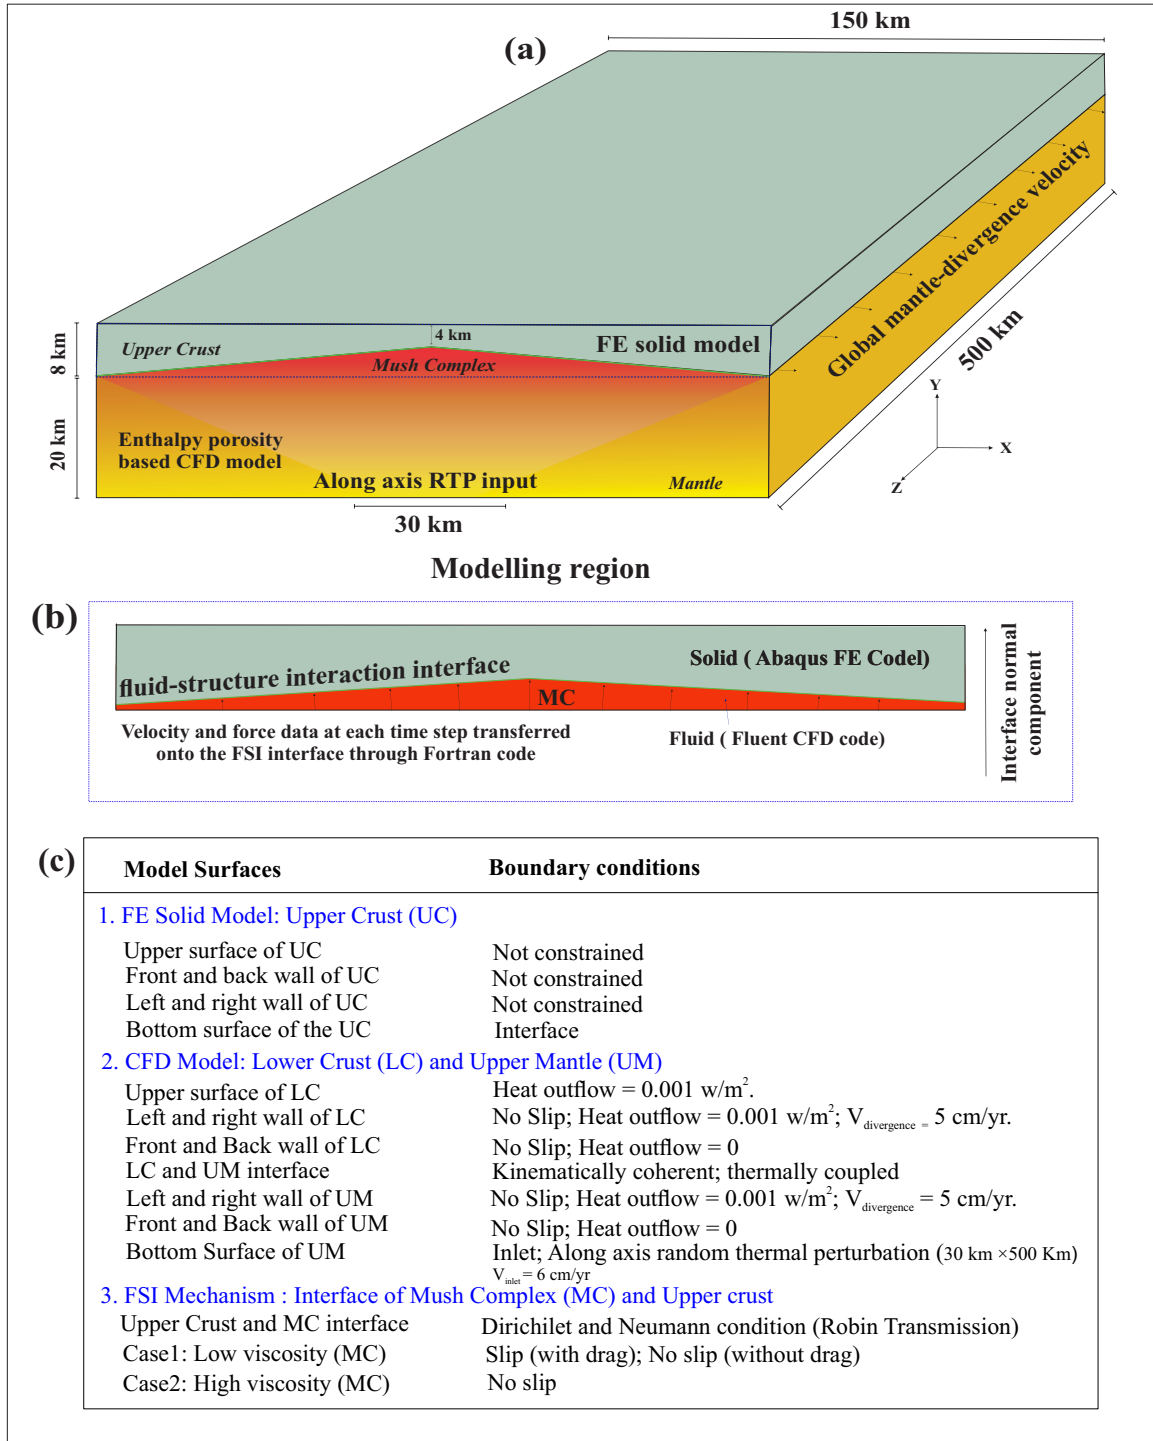 150 km
(a)
Global mantle-divergence velocity
500 km
8 km
4 km
Upper Crust
FE solid model
Mush Complex
20 km
Enthalpy porosity
based CFD model
Along axis RTP input
Mantle
30 km
Y
X
Z
Modelling region
(b)
fluid-structure interaction interface
Solid ( Abaqus FE Codel)
MC
Velocity and force data at each time step transferred
onto the FSI interface through Fortran code
Fluid ( Fluent CFD code)
Interface normal
component
(c)
Model Surfaces Boundary conditions
1. FE Solid Model: Upper Crust (UC)
Upper surface of UC Not constrained
Front and back wall of UC Not constrained
Left and right wall of UC Not constrained
Bottom surface of the UC Interface
2. CFD Model: Lower Crust (LC) and Upper Mantle (UM)
Upper surface of LC Heat outflow = 0.001 w/m².
Left and right wall of LC No Slip; Heat outflow = 0.001 w/m²; V divergence = 5 cm/yr.
Front and Back wall of LC No Slip; Heat outflow = 0
LC and UM interface Kinematically coherent; thermally coupled
Left and right wall of UM No Slip; Heat outflow = 0.001 w/m²; V divergence = 5 cm/yr.
Front and Back wall of UM No Slip; Heat outflow = 0
Bottom Surface of UM Inlet; Along axis random thermal perturbation (30 km ×500 Km)
V inlet = 6 cm/yr
3. FSI Mechanism : Interface of Mush Complex (MC) and Upper crust
Upper Crust and MC interface Dirichilet and Neumann condition (Robin Transmission)
Case1: Low viscosity (MC) Slip (with drag); No slip (without drag)
Case2: High viscosity (MC) No slip